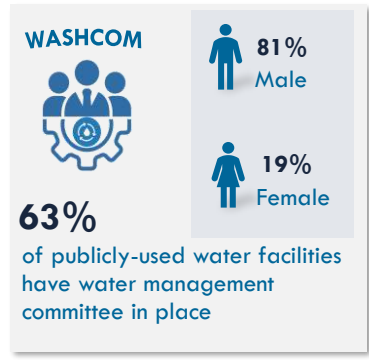 WASHCOM
81%
Male
19%
Female
63%
of publicly-used water facilities
have water management
committee in place